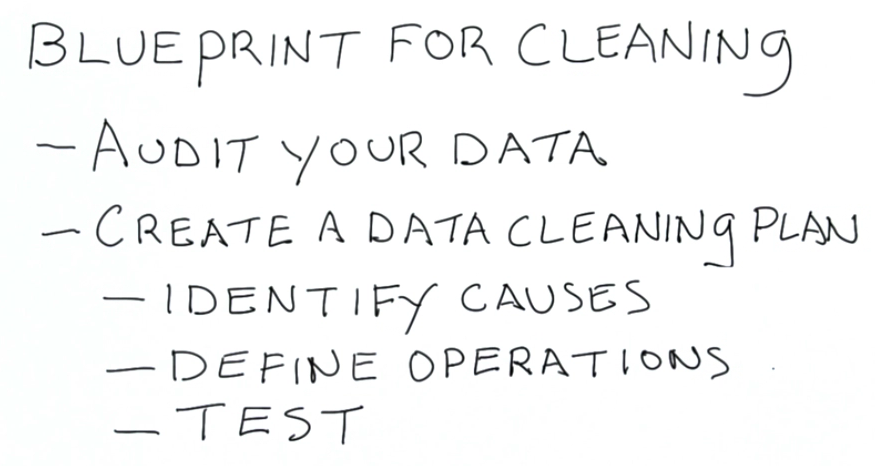 BLUEPRINT FOR CLEANING
- AUDIT YOUR DATA
- CREATE A DATA CLEANING PLAN
- IDENTIFY CAUSES
- DEFINE OPERATIONS
- TEST